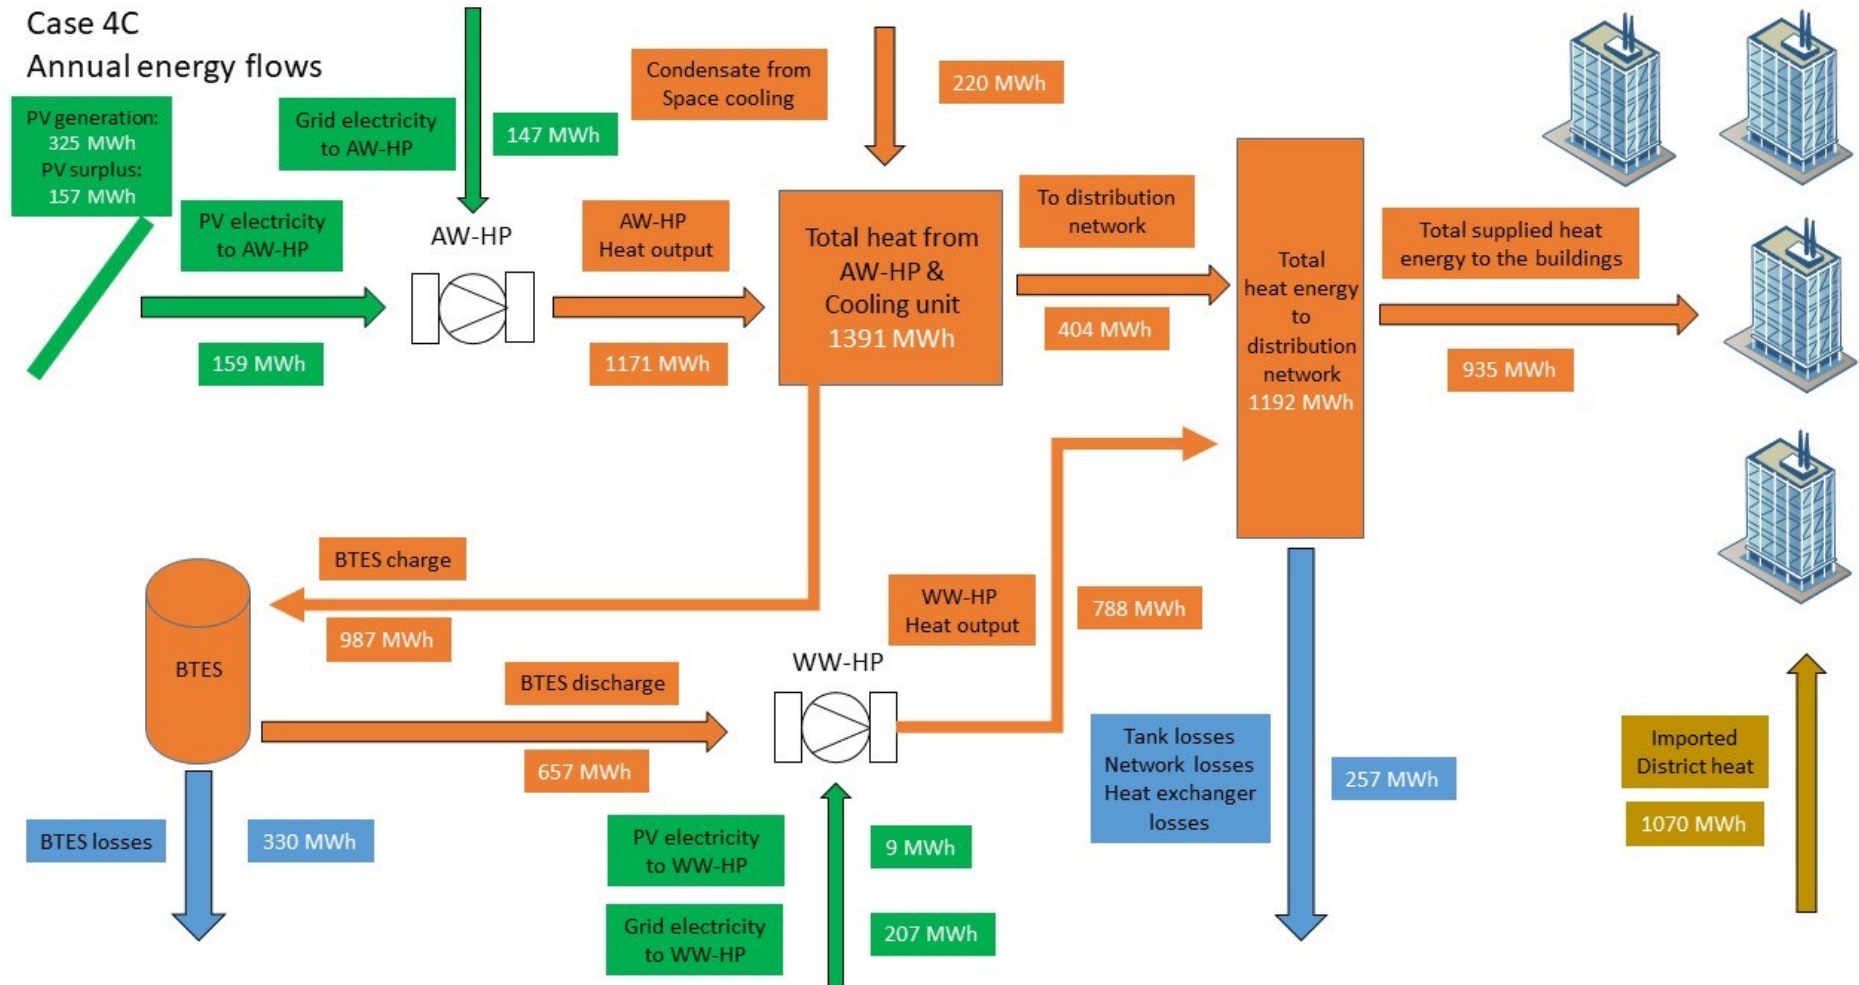 Case 4C
Annual energy flows
PV generation:
325 MWh
PV surplus:
157 MWh
Grid electricity
to AW-HP
147 MWh
Condensate from
Space cooling
220 MWh
PV electricity
to AW-HP
159 MWh
AW-HP
AW-HP
Heat output
1171 MWh
Total heat from
AW-HP &
Cooling unit
1391 MWh
To distribution
network
404 MWh
Total
heat energy
to
distribution
network
1192 MWh
Total supplied heat
energy to the buildings
935 MWh
BTES charge
987 MWh
BTES
BTES discharge
657 MWh
BTES losses
330 MWh
WW-HP
WW-HP
Heat output
788 MWh
PV electricity
to WW-HP
9 MWh
Grid electricity
to WW-HP
207 MWh
Tank losses
Network losses
Heat exchanger
losses
257 MWh
Imported
District heat
1070 MWh